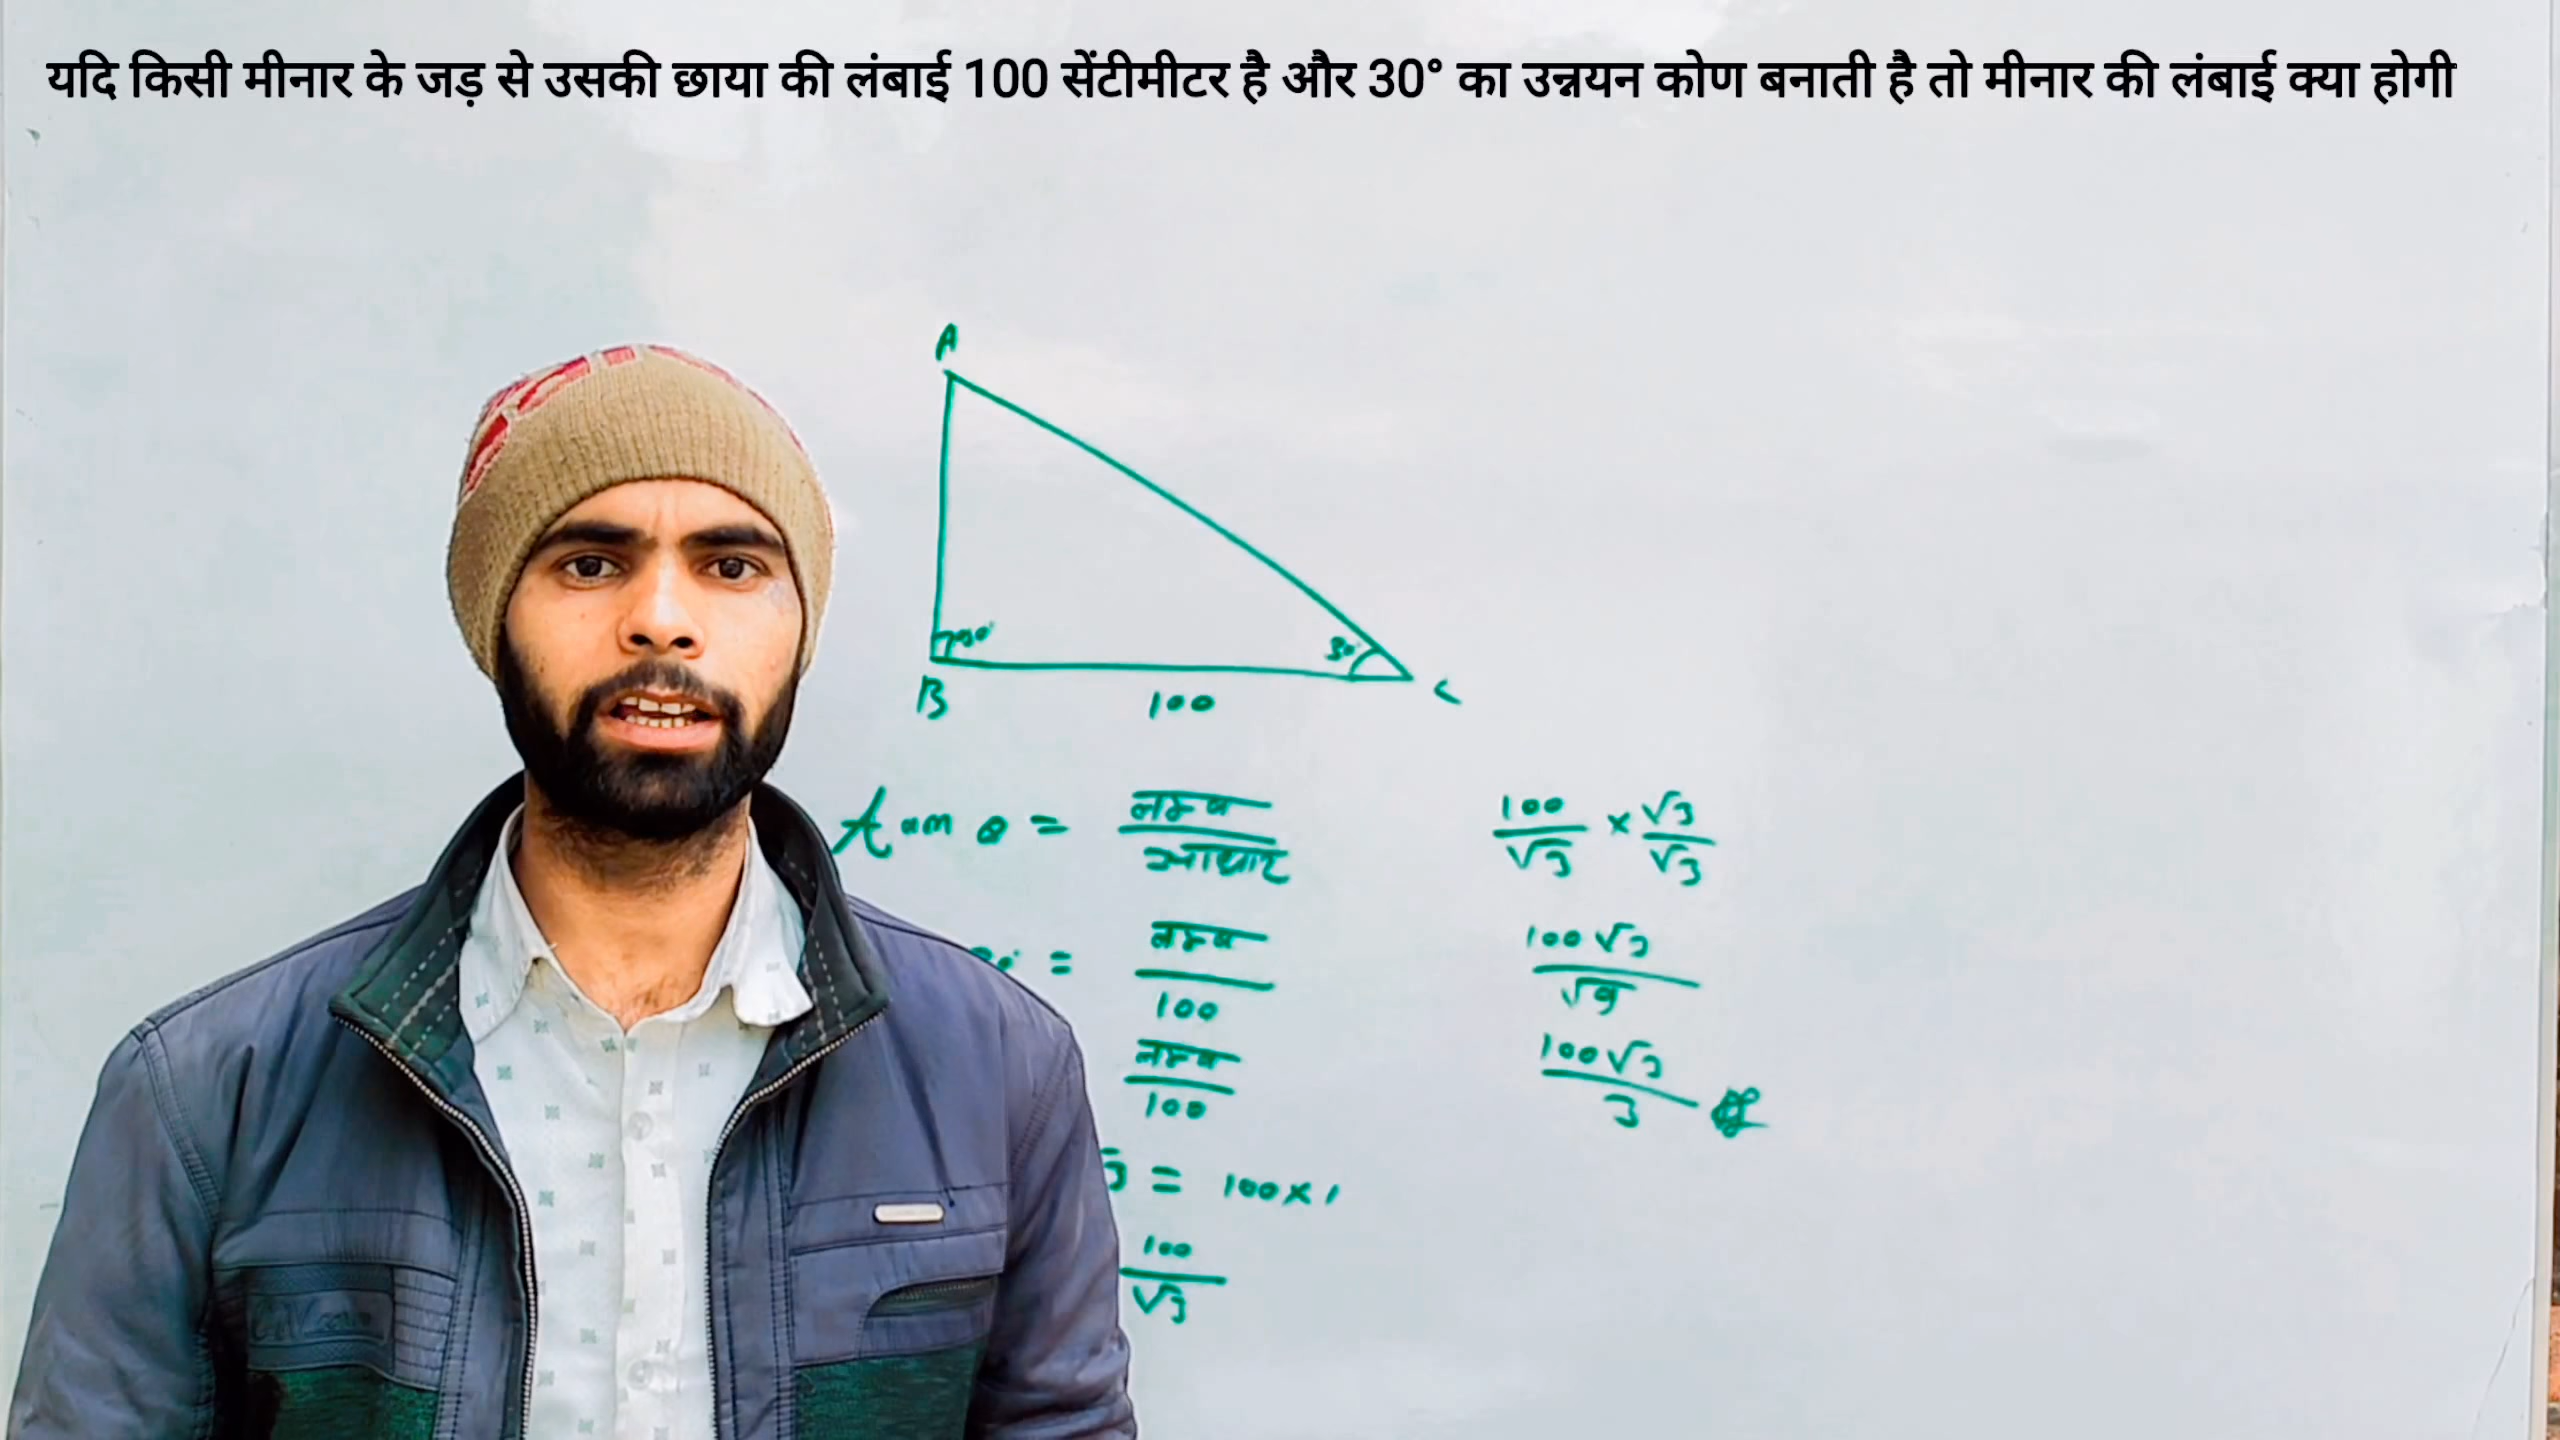 यदि किसी मीनार के जड़ से उसकी छाया की लंबाई 100 सेंटीमीटर है और 30° का उन्नयन कोण बनाती है तो मीनार की लंबाई क्या होगी
A
90°
30°
B
100
C
tan θ = लम्ब / आधार
= लम्ब / 100
लम्ब / 100
= 100 × 1
100 / √3
100 / √3 × √3 / √3
100√3 / √9
100√3 / 3